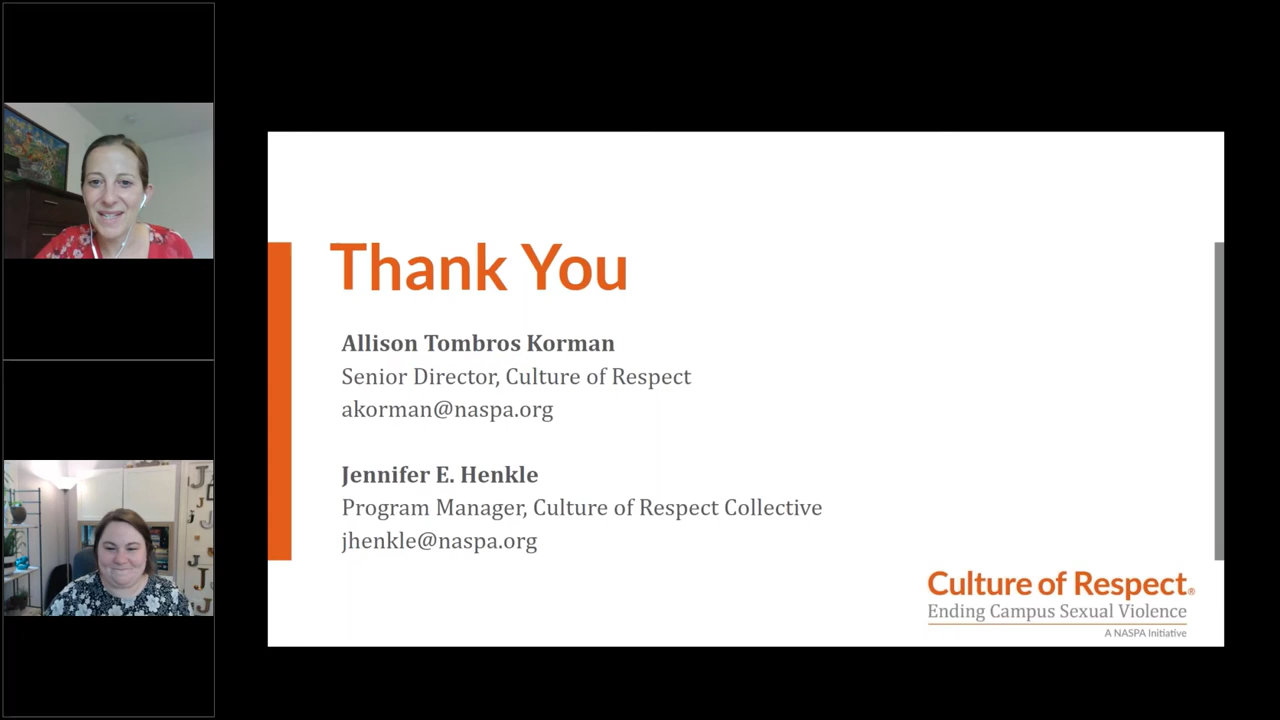 Thank You
Allison Tombros Korman
Senior Director, Culture of Respect
akorman@naspa.org
Jennifer E. Henkle
Program Manager, Culture of Respect Collective
jhenkle@naspa.org
Culture of Respect®
Ending Campus Sexual Violence
A NASPA Initiative